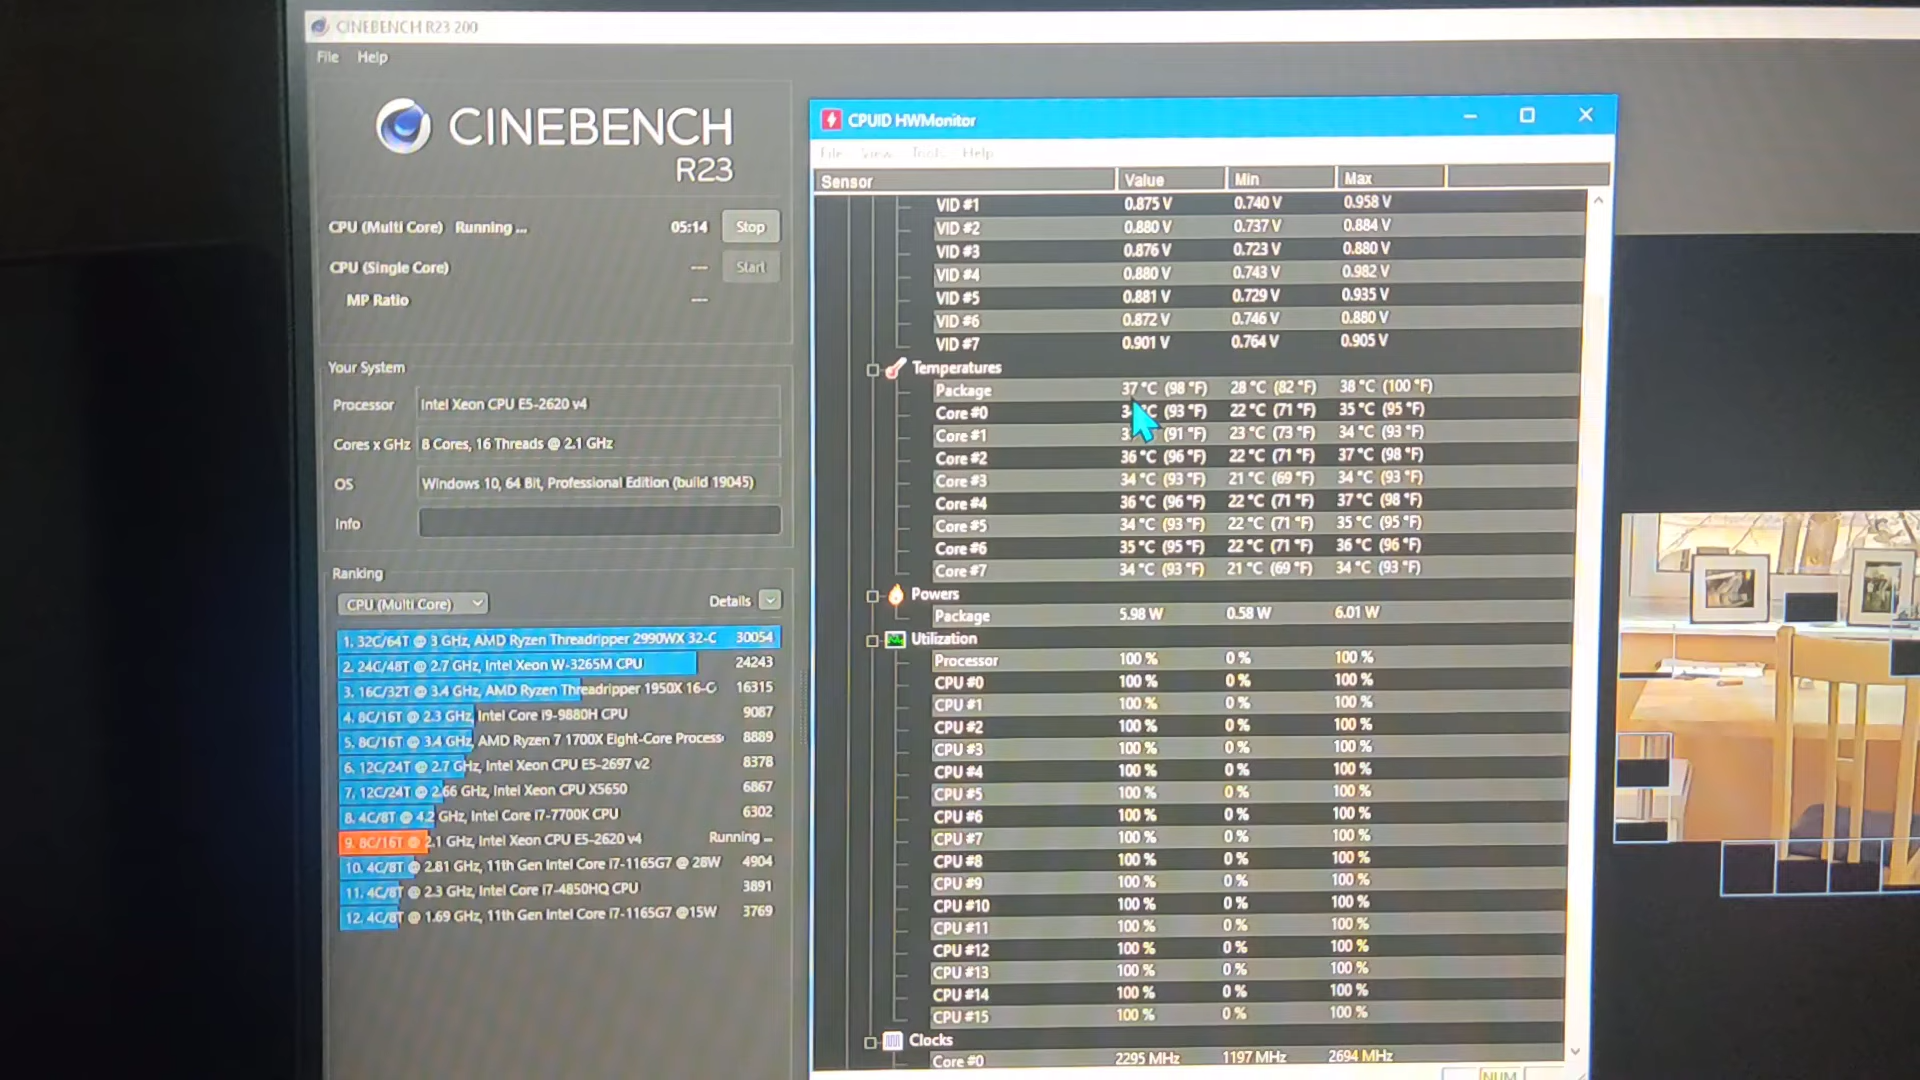 CINEBENCH R23 200
File Help
CINEBENCH
R23
CPU (Multi Core) Running ... 05:14 Stop
CPU (Single Core) --- Start
MP Ratio ---
Your System
Processor Intel Xeon CPU E5-2620 v4
Cores x GHz 8 Cores, 16 Threads @ 2.1 GHz
OS Windows 10, 64 Bit, Professional Edition (build 19045)
Info
Ranking
CPU (Multi Core) Details
1. 32C/64T @ 3 GHz, AMD Ryzen Threadripper 2990WX 32-C 30054
2. 24C/48T @ 2.7 GHz, Intel Xeon W-3265M CPU 24243
3. 16C/32T @ 3.4 GHz, AMD Ryzen Threadripper 1950X 16-C 16315
4. 8C/16T @ 2.3 GHz, Intel Core i9-9880H CPU 9087
5. 8C/16T @ 3.4 GHz, AMD Ryzen 7 1700X Eight-Core Process 8889
6. 12C/24T @ 2.7 GHz, Intel Xeon CPU E5-2697 v2 8378
7. 12C/24T @ 2.66 GHz, Intel Xeon CPU X5650 6867
8. 4C/8T @ 4.2 GHz, Intel Core i7-7700K CPU 6302
9. 8C/16T @ 2.1 GHz, Intel Xeon CPU E5-2620 v4 Running ...
10. 4C/8T @ 2.81 GHz, 11th Gen Intel Core i7-1165G7 @ 28W 4904
11. 4C/8T @ 2.3 GHz, Intel Core i7-4850HQ CPU 3891
12. 4C/8T @ 1.69 GHz, 11th Gen Intel Core i7-1165G7 @15W 3769
CPUID HWMonitor
File View Tools Help
Sensor Value Min Max
VID #1 0.875 V 0.740 V 0.958 V
VID #2 0.880 V 0.737 V 0.884 V
VID #3 0.876 V 0.723 V 0.880 V
VID #4 0.880 V 0.743 V 0.982 V
VID #5 0.881 V 0.729 V 0.935 V
VID #6 0.872 V 0.746 V 0.880 V
VID #7 0.901 V 0.764 V 0.905 V
Temperatures
Package 37 °C (98 °F) 28 °C (82 °F) 38 °C (100 °F)
Core #0 (93 °F) 22 °C (71 °F) 35 °C (95 °F)
Core #1 (91 °F) 23 °C (73 °F) 34 °C (93 °F)
Core #2 36 °C (96 °F) 22 °C (71 °F) 37 °C (98 °F)
Core #3 34 °C (93 °F) 21 °C (69 °F) 34 °C (93 °F)
Core #4 36 °C (96 °F) 22 °C (71 °F) 37 °C (98 °F)
Core #5 34 °C (93 °F) 22 °C (71 °F) 35 °C (95 °F)
Core #6 35 °C (95 °F) 22 °C (71 °F) 36 °C (96 °F)
Core #7 34 °C (93 °F) 21 °C (69 °F) 34 °C (93 °F)
Powers
Package 5.98 W 0.58 W 6.01 W
Utilization
Processor 100 % 0 % 100 %
CPU #0 100 % 0 % 100 %
CPU #1 100 % 0 % 100 %
CPU #2 100 % 0 % 100 %
CPU #3 100 % 0 % 100 %
CPU #4 100 % 0 % 100 %
CPU #5 100 % 0 % 100 %
CPU #6 100 % 0 % 100 %
CPU #7 100 % 0 % 100 %
CPU #8 100 % 0 % 100 %
CPU #9 100 % 0 % 100 %
CPU #10 100 % 0 % 100 %
CPU #11 100 % 0 % 100 %
CPU #12 100 % 0 % 100 %
CPU #13 100 % 0 % 100 %
CPU #14 100 % 0 % 100 %
CPU #15 100 % 0 % 100 %
Clocks
Core #0 2295 MHz 1197 MHz 2694 MHz
NUM